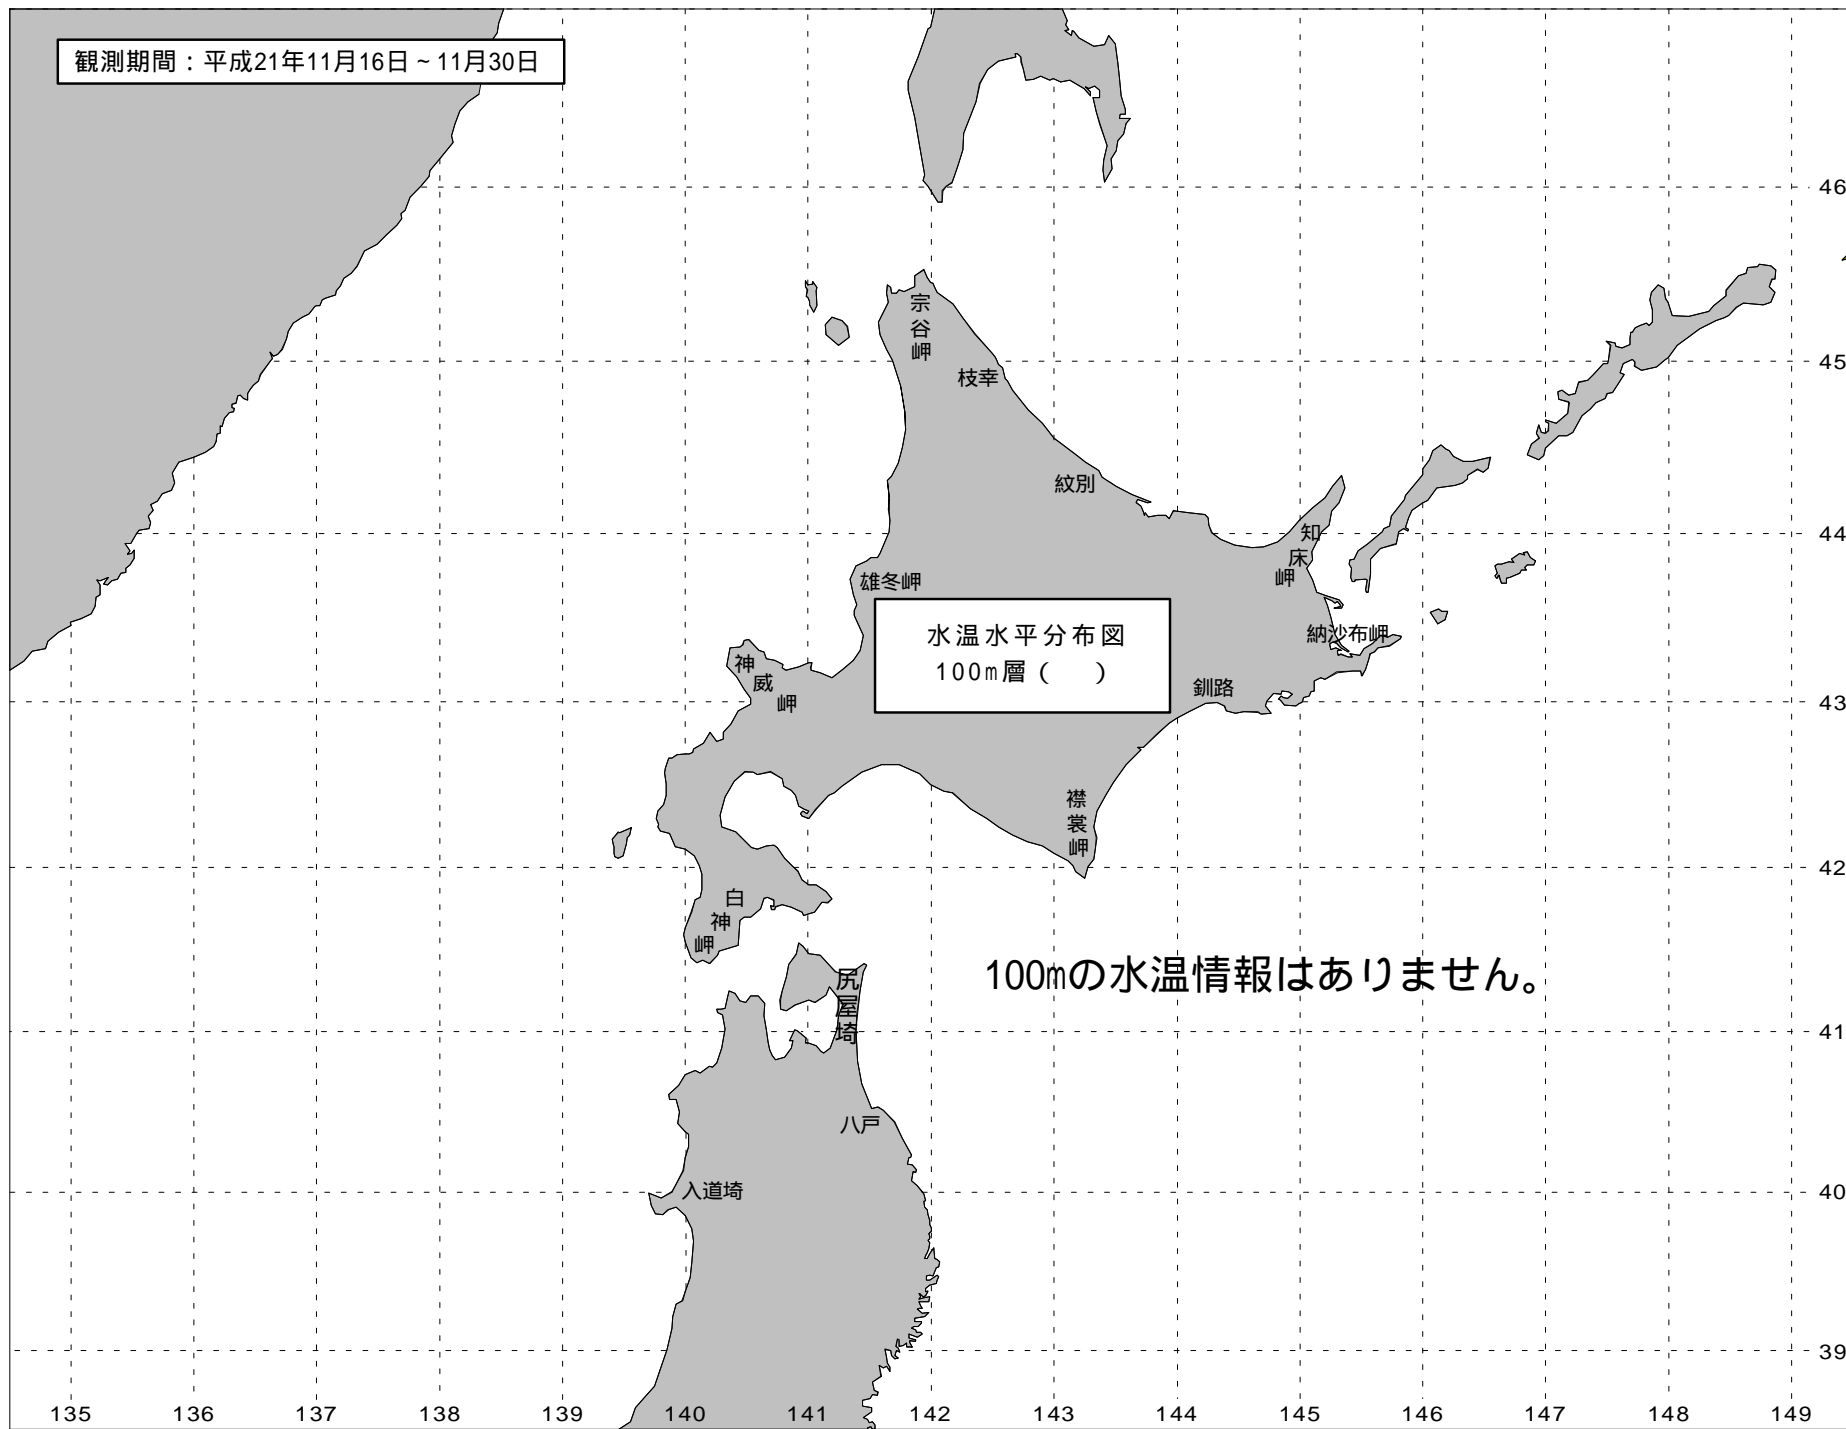 観測期間：平成21年11月16日～11月30日
46
宗谷岬
45
枝幸
紋別
44
知床岬
雄冬岬
水温水平分布図
100m層（　）
納沙布岬
神威岬
釧路
43
襟裳岬
42
白神岬
100mの水温情報はありません。
尻屋埼
41
八戸
入道埼
40
39
135 136 137 138 139 140 141 142 143 144 145 146 147 148 149